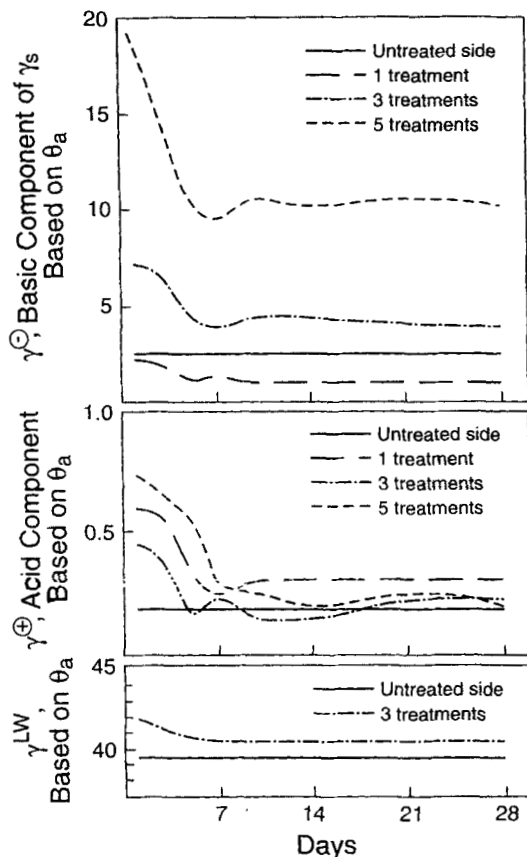 γ⊖, Basic Component of γs
Based on θa
20
15
10
5
Untreated side
1 treatment
3 treatments
5 treatments
γ⊕, Acid Component
Based on θa
1.0
0.5
Untreated side
1 treatment
3 treatments
5 treatments
γLW,
Based on θa
45
40
Untreated side
3 treatments
7 14 21 28
Days